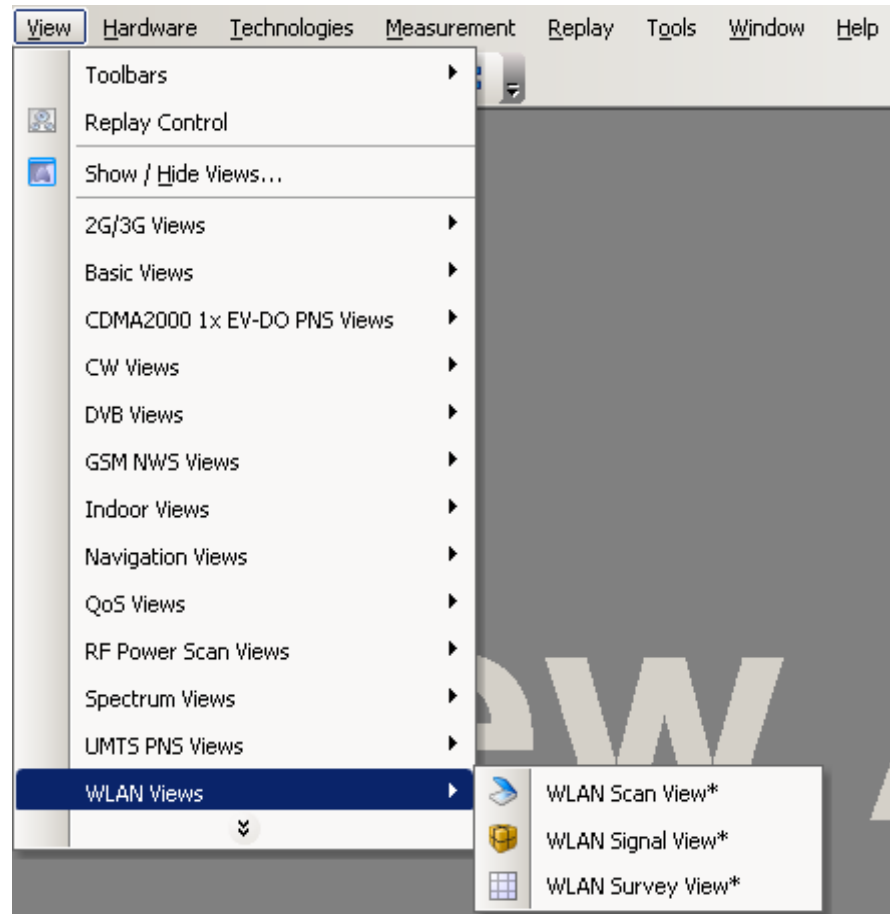 View Hardware Technologies Measurement Replay Tools Window Help
Toolbars
Replay Control
Show / Hide Views...
2G/3G Views
Basic Views
CDMA2000 1x EV-DO PNS Views
CW Views
DVB Views
GSM NWS Views
Indoor Views
Navigation Views
QoS Views
RF Power Scan Views
Spectrum Views
UMTS PNS Views
WLAN Views
WLAN Scan View*
WLAN Signal View*
WLAN Survey View*
ew